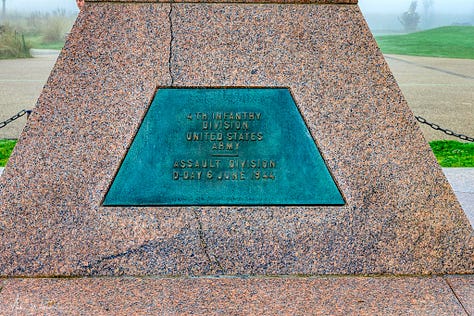 4TH INFANTRY
DIVISION
UNITED STATES
ARMY
ASSAULT DIVISION
D-DAY 6 JUNE 1944